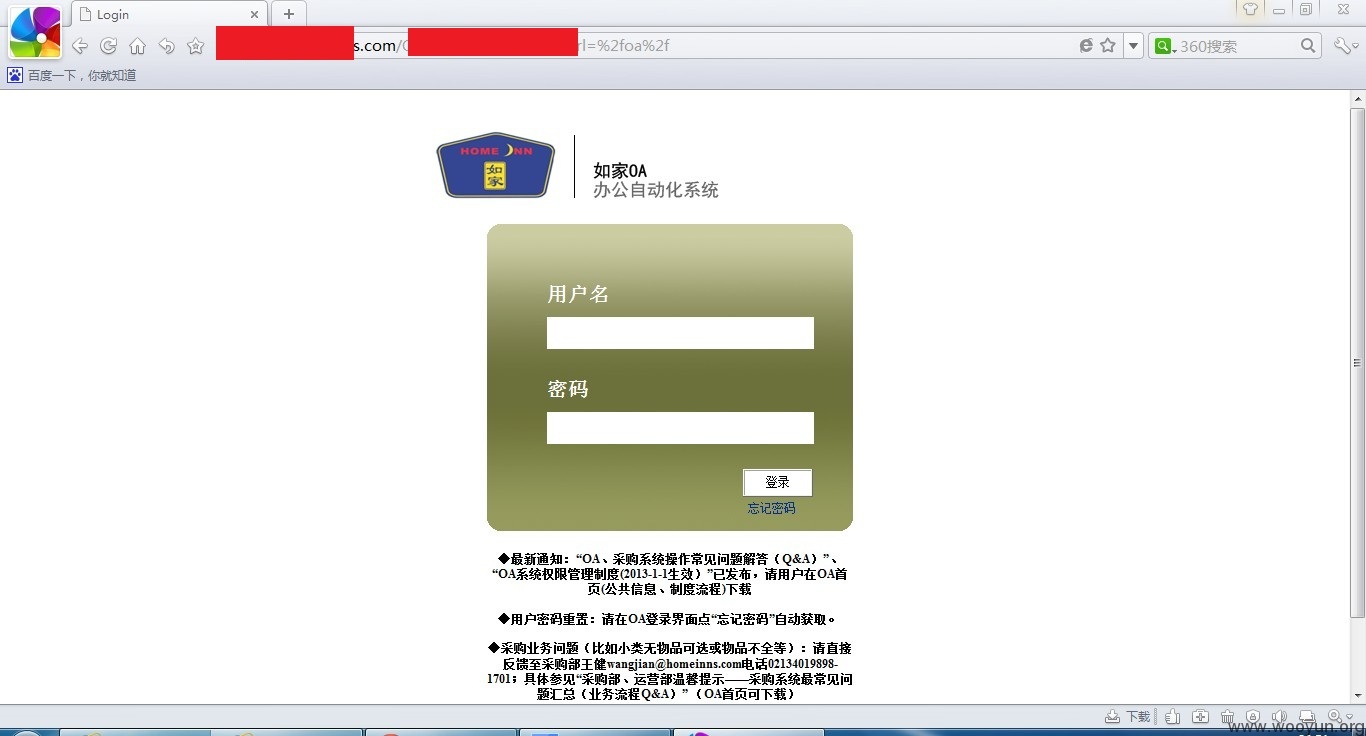 Login
s.com/
rl=%2foa%2f
360搜索
百度一下，你就知道
HOME INN
如家
如家OA
办公自动化系统
用户名
密码
登录
忘记密码
◆最新通知：“OA、采购系统操作常见问题解答（Q&A）”、
“OA系统权限管理制度(2013-1-1生效）”已发布，请用户在OA首
页(公共信息、制度流程)下载
◆用户密码重置：请在OA登录界面点“忘记密码”自动获取。
◆采购业务问题（比如小类无物品可选或物品不全等）：请直接
反馈至采购部王健wangjian@homeinns.com电话02134019898-
1701；具体参见“采购部、运营部温馨提示——采购系统最常见问
题汇总（业务流程Q&A）”（OA首页可下载）
下载
www.wooyun.org